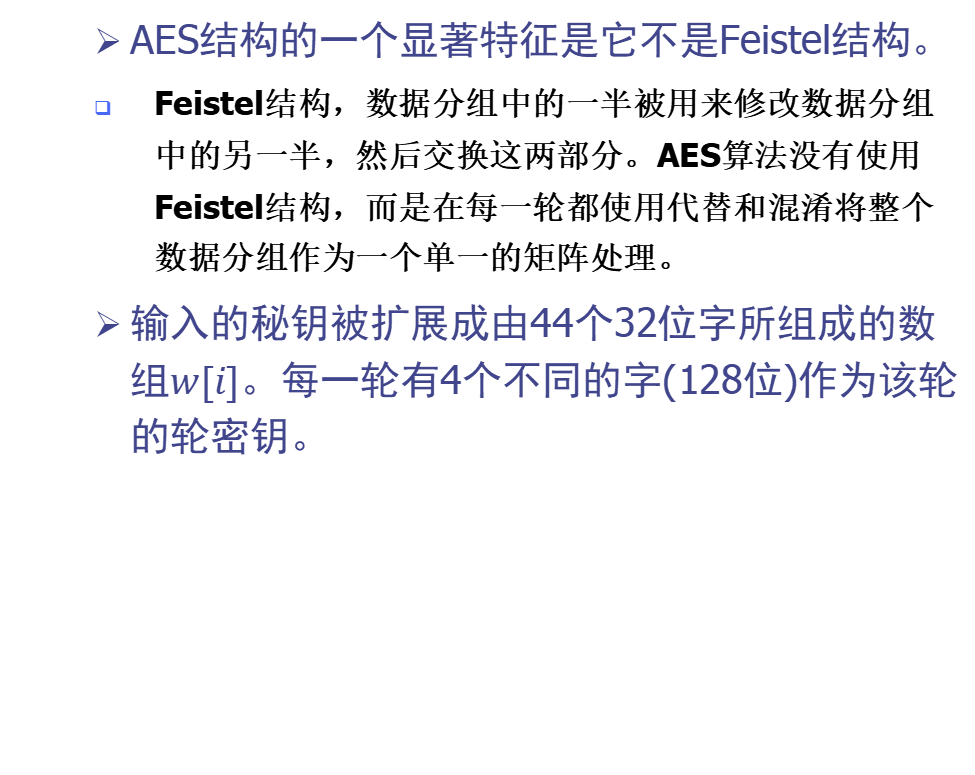 AES结构的一个显著特征是它不是Feistel结构。
Feistel结构，数据分组中的一半被用来修改数据分组
中的另一半，然后交换这两部分。AES算法没有使用
Feistel结构，而是在每一轮都使用代替和混淆将整个
数据分组作为一个单一的矩阵处理。
输入的秘钥被扩展成由44个32位字所组成的数
组w[i]。每一轮有4个不同的字(128位)作为该轮
的轮密钥。